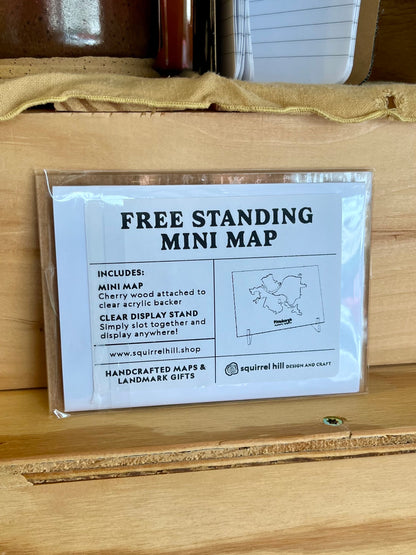 FREE STANDING
MINI MAP
INCLUDES:
MINI MAP
Cherry wood attached to
clear acrylic backer
CLEAR DISPLAY STAND
Simply slot together and
display anywhere!
www.squirrelhill.shop
HANDCRAFTED MAPS &
LANDMARK GIFTS
Pittsburgh
squirrel hill DESIGN AND CRAFT